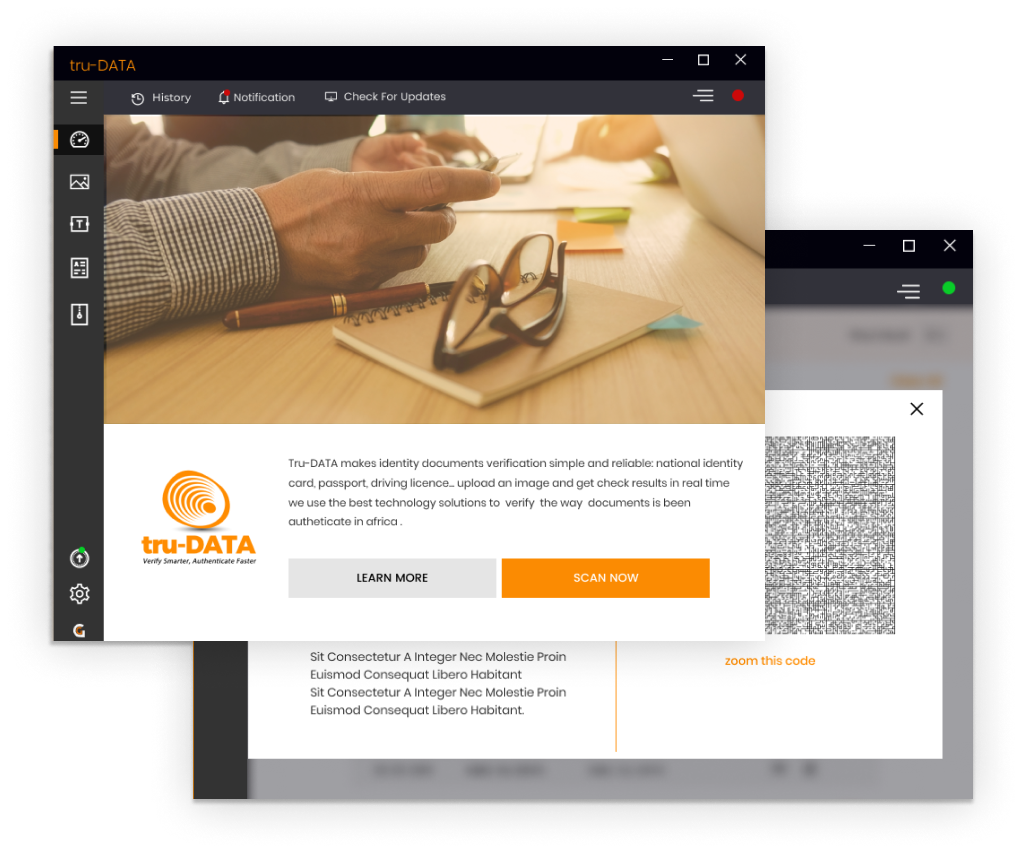 tru-DATA
History
Notification
Check For Updates
Tru-DATA makes identity documents verification simple and reliable: national identity
card, passport, driving licence... upload an image and get check results in real time
we use the best technology solutions to verify the way documents is been
autheticate in africa .
tru-DATA
Verify Smarter, Authenticate Faster
LEARN MORE
SCAN NOW
G
Sit Consectetur A Integer Nec Molestie Proin
Euismod Consequat Libero Habitant
Sit Consectetur A Integer Nec Molestie Proin
Euismod Consequat Libero Habitant.
zoom this code